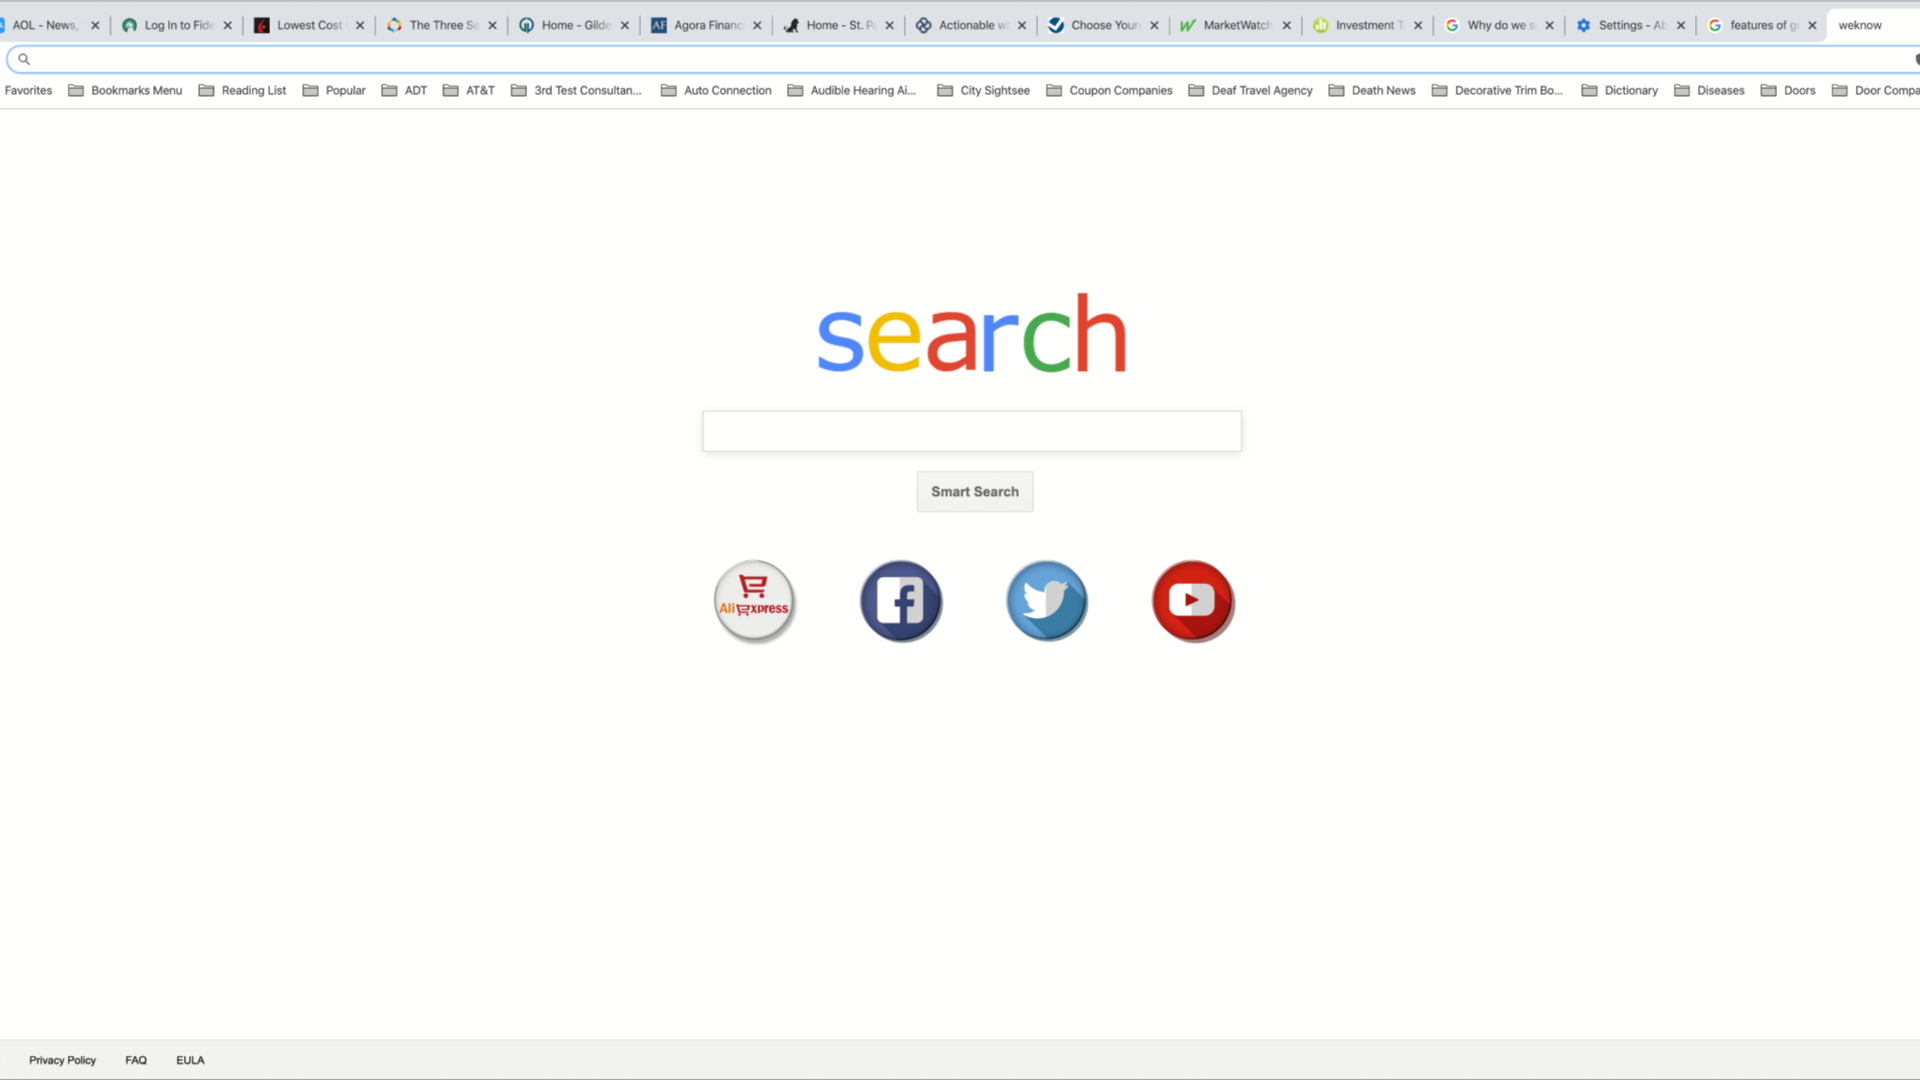 AOL - News, Log In to Fide Lowest Cost The Three Se Home - Gilde Agora Financ Home - St. Pa Actionable w Choose Your MarketWatch Investment T Why do we s Settings - Ab features of g weknow
Favorites Bookmarks Menu Reading List Popular ADT AT&T 3rd Test Consultan... Auto Connection Audible Hearing Ai... City Sightsee Coupon Companies Deaf Travel Agency Death News Decorative Trim Bo... Dictionary Diseases Doors Door Compa
search
Smart Search
AliExpress
Privacy Policy FAQ EULA